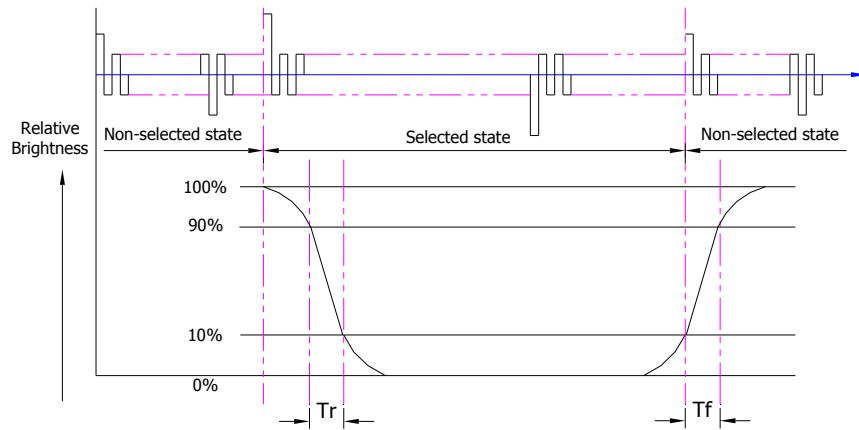 Relative
Brightness
Non-selected state
Selected state
Non-selected state
100%
90%
10%
0%
Tr
Tf